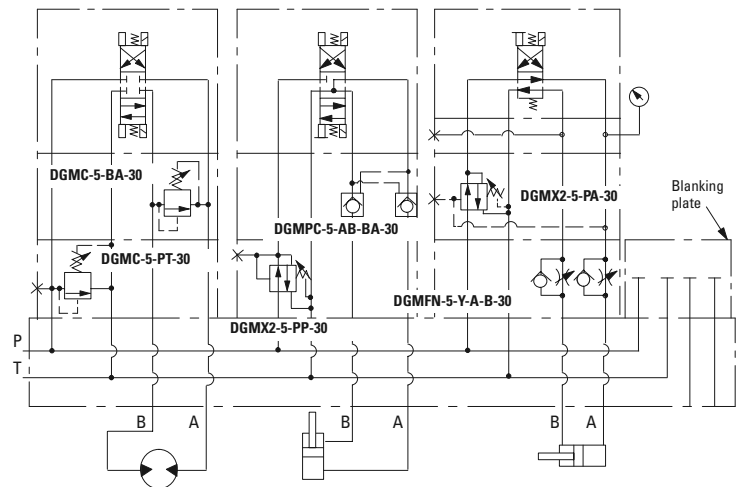 DGMC-5-BA-30
DGMC-5-PT-30
DGMPC-5-AB-BA-30
DGMX2-5-PP-30
DGMX2-5-PA-30
DGMFN-5-Y-A-B-30
Blanking
plate
P
T
B A
B A
B A